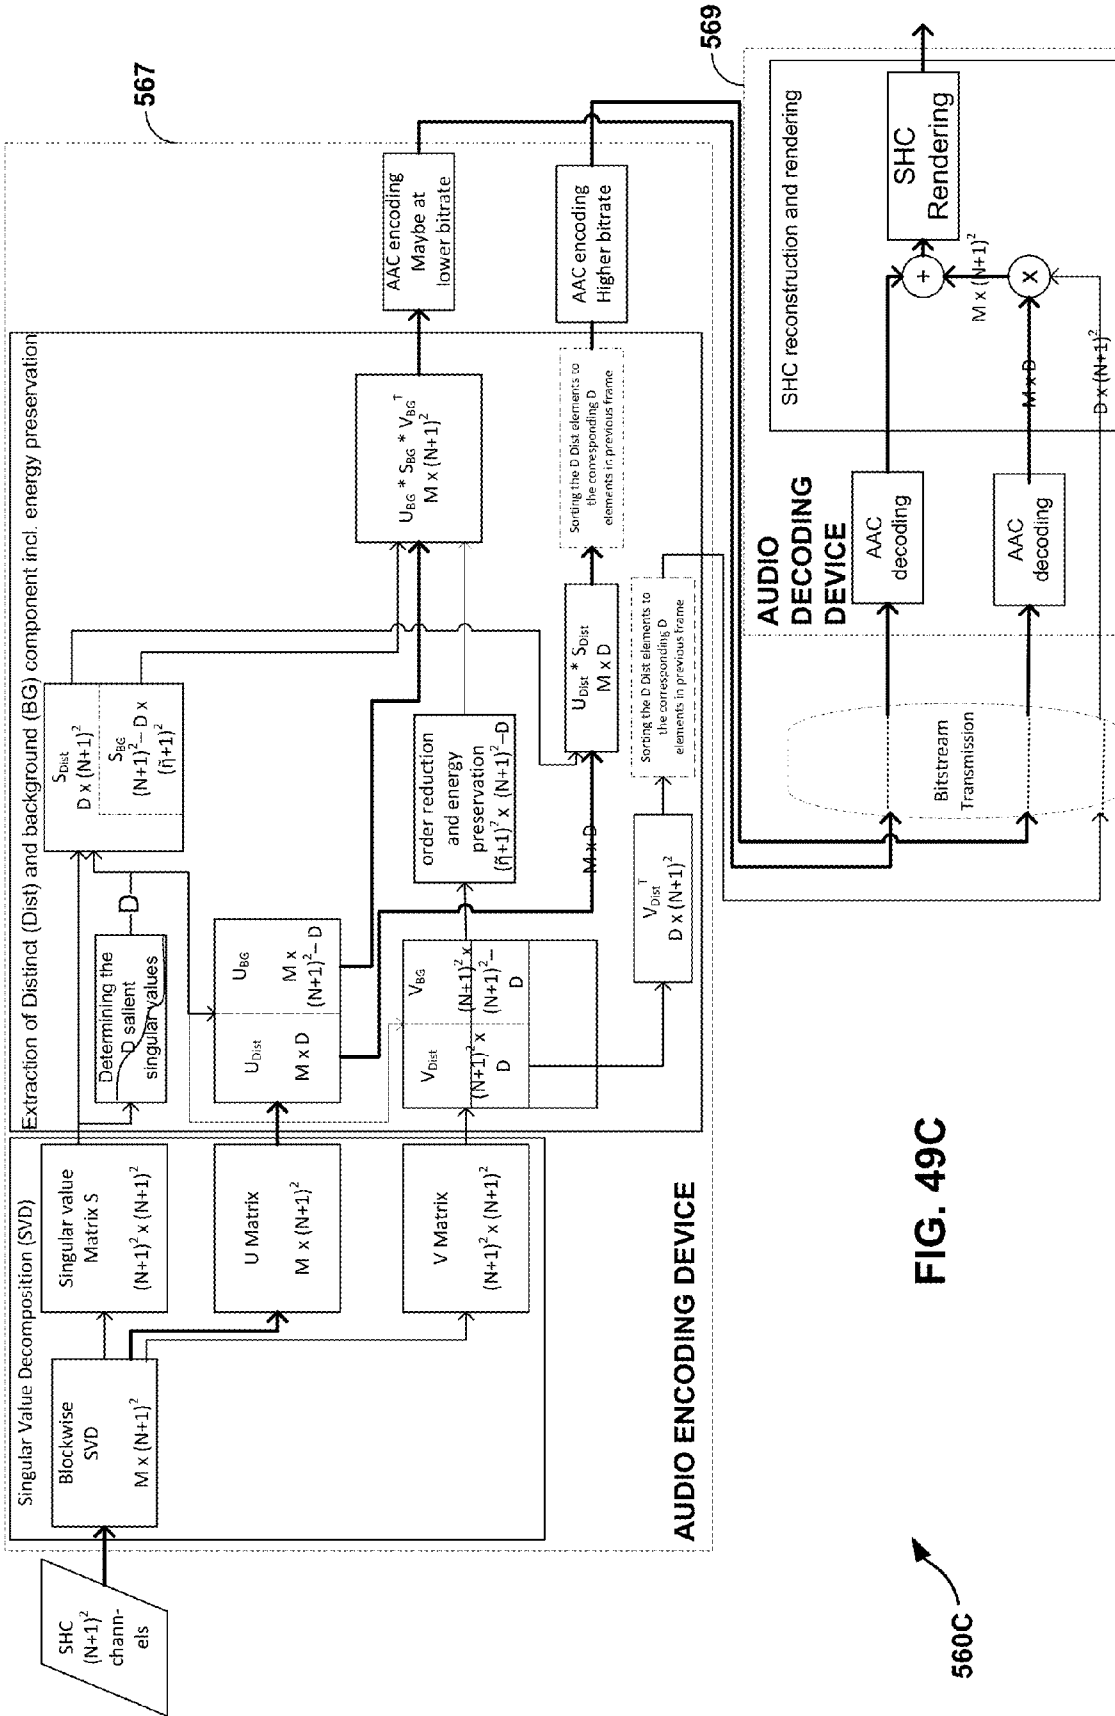 SHC
(N+1)²
chann-
els
Singular Value Decomposition (SVD)
Blockwise
SVD
M x (N+1)²
Singular value
Matrix S
(N+1)² x (N+1)²
U Matrix
M x (N+1)²
V Matrix
(N+1)² x (N+1)²
AUDIO ENCODING DEVICE
567
Extraction of Distinct (Dist) and background (BG) component incl. energy preservation
Determining the
D salient
singular values
D
S_Dist
D x (N+1)²
S_BG
(N+1)² – D x
(ñ+1)²
U_Dist
M x D
U_BG
M x
(N+1)² – D
V_Dist
(N+1)² x
D
V_BG
(N+1)² x
(N+1)² –
D
order reduction
and energy
preservation
(ñ+1)² x (N+1)² – D
M x D
V_Dist^T
D x (N+1)²
U_BG * S_BG * V_BG^T
M x (N+1)²
U_Dist * S_Dist
M x D
Sorting the D Dist elements to
the corresponding D
elements in previous frame
Sorting the D Dist elements to
the corresponding D
elements in previous frame
AAC encoding
Maybe at
lower bitrate
AAC encoding
Higher bitrate
Bitstream
Transmission
AUDIO
DECODING
DEVICE
569
AAC
decoding
AAC
decoding
SHC reconstruction and rendering
M x D
D x (N+1)²
M x (N+1)²
+
X
SHC
Rendering
560C
FIG. 49C